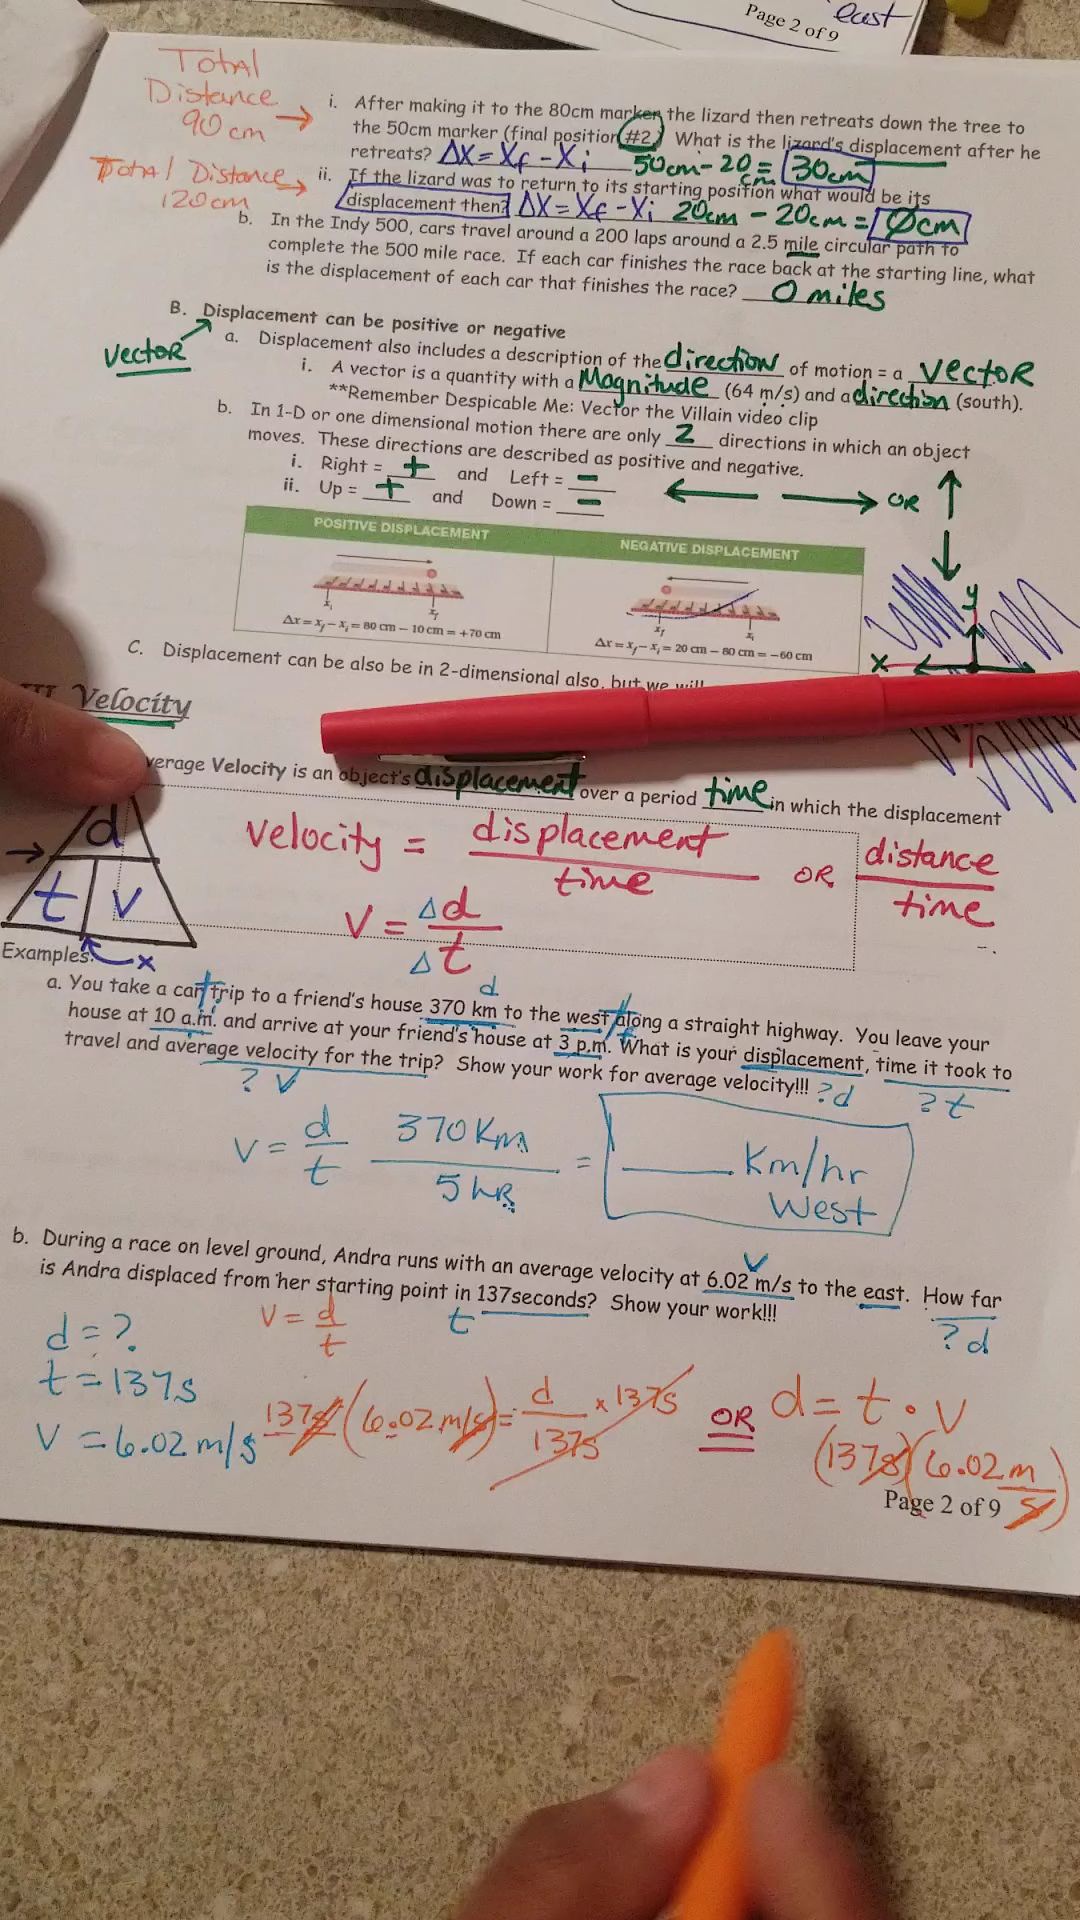 east
Page 2 of 9
Total
Distance
90 cm →
i. After making it to the 80cm marker the lizard then retreats down the tree to
the 50cm marker (final position #2.) What is the lizard's displacement after he
retreats? ΔX = Xf - Xi 50cm - 20 cm = 30cm
Total Distance
120cm
ii. If the lizard was to return to its starting position what would be its
displacement then? ΔX = Xf - Xi 20cm - 20cm = 0cm
b. In the Indy 500, cars travel around a 200 laps around a 2.5 mile circular path to
complete the 500 mile race. If each car finishes the race back at the starting line, what
is the displacement of each car that finishes the race? 0 miles
B. Displacement can be positive or negative
vector
a. Displacement also includes a description of the direction of motion = a vector
i. A vector is a quantity with a Magnitude (64 m/s) and a direction (south).
**Remember Despicable Me: Vector the Villain video clip
b. In 1-D or one dimensional motion there are only 2 directions in which an object
moves. These directions are described as positive and negative.
i. Right = + and Left = -
ii. Up = + and Down = -
← → OR ↑ ↓
POSITIVE DISPLACEMENT
NEGATIVE DISPLACEMENT
xi xf
xf xi
Δx = xf - xi = 80 cm - 10 cm = +70 cm
Δx = xf - xi = 20 cm - 80 cm = -60 cm
y
x
C. Displacement can be also be in 2-dimensional also, but we will
III Velocity
verage Velocity is an object's displacement over a period time in which the displacement
d
t v
x
velocity = displacement / time OR distance / time
V = Δd / Δt
Examples:
a. You take a car trip to a friend's house 370 km to the west along a straight highway. You leave your
house at 10 a.m. and arrive at your friend's house at 3 p.m. What is your displacement, time it took to
travel and average velocity for the trip? Show your work for average velocity!!!
d
? V
? d
? t
V = d / t 370 Km / 5 hR = ____ Km/hr
West
b. During a race on level ground, Andra runs with an average velocity at 6.02 m/s to the east. How far
is Andra displaced from her starting point in 137seconds? Show your work!!!
V
t
? d
d = ?
t = 137s
V = 6.02 m/s
V = d / t
137s (6.02 m/s) = d / 137s x 137s
OR
d = t • V
(137s)(6.02 m / s)
Page 2 of 9